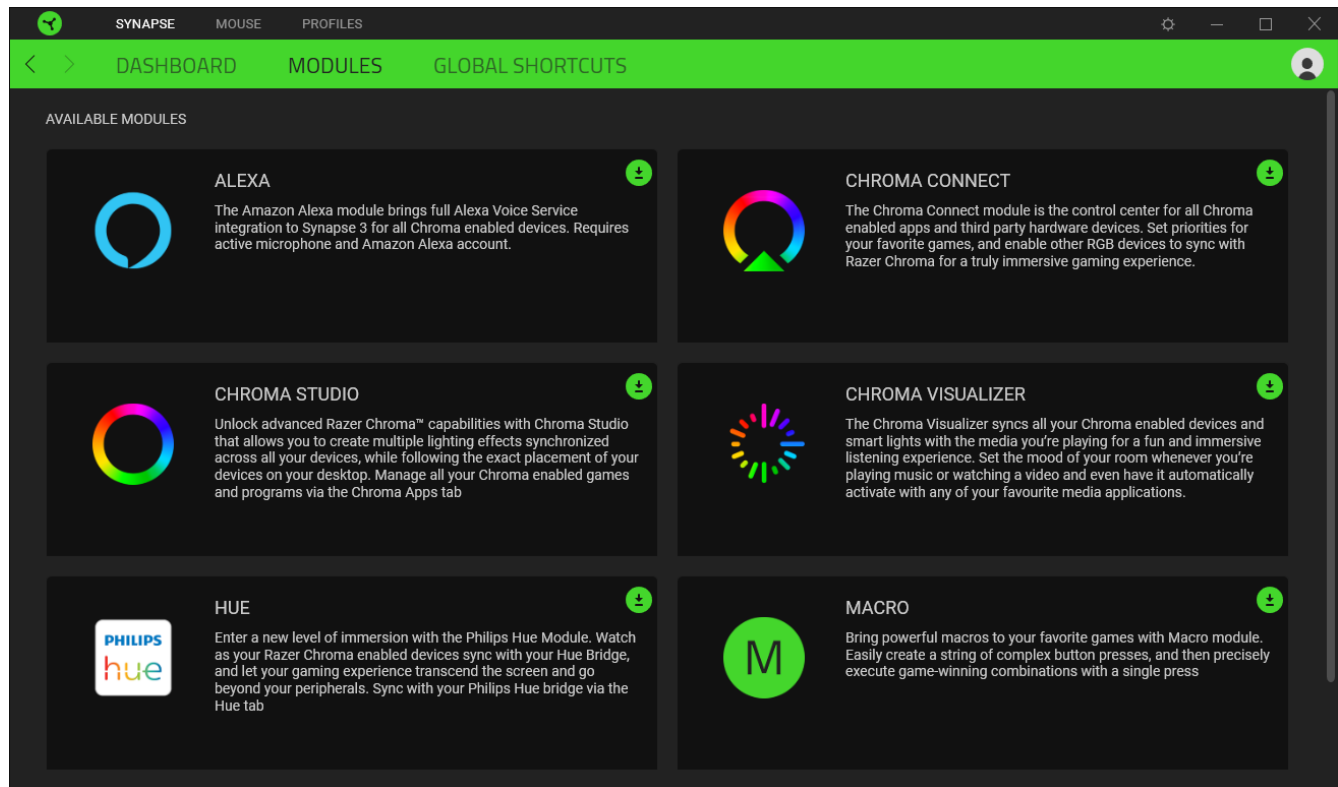 SYNAPSE MOUSE PROFILES
DASHBOARD MODULES GLOBAL SHORTCUTS
AVAILABLE MODULES
ALEXA
The Amazon Alexa module brings full Alexa Voice Service
integration to Synapse 3 for all Chroma enabled devices. Requires
active microphone and Amazon Alexa account.
CHROMA CONNECT
The Chroma Connect module is the control center for all Chroma
enabled apps and third party hardware devices. Set priorities for
your favorite games, and enable other RGB devices to sync with
Razer Chroma for a truly immersive gaming experience.
CHROMA STUDIO
Unlock advanced Razer Chroma™ capabilities with Chroma Studio
that allows you to create multiple lighting effects synchronized
across all your devices, while following the exact placement of your
devices on your desktop. Manage all your Chroma enabled games
and programs via the Chroma Apps tab
CHROMA VISUALIZER
The Chroma Visualizer syncs all your Chroma enabled devices and
smart lights with the media you're playing for a fun and immersive
listening experience. Set the mood of your room whenever you're
playing music or watching a video and even have it automatically
activate with any of your favourite media applications.
PHILIPS
hue
HUE
Enter a new level of immersion with the Philips Hue Module. Watch
as your Razer Chroma enabled devices sync with your Hue Bridge,
and let your gaming experience transcend the screen and go
beyond your peripherals. Sync with your Philips Hue bridge via the
Hue tab
M
MACRO
Bring powerful macros to your favorite games with Macro module.
Easily create a string of complex button presses, and then precisely
execute game-winning combinations with a single press